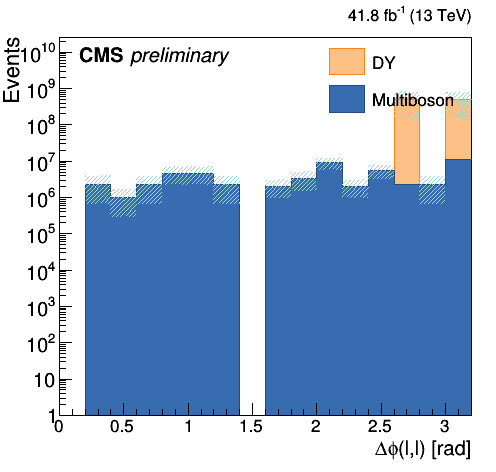 41.8 fb⁻¹ (13 TeV)
CMS preliminary
DY
Multiboson
Events
10¹⁰
10⁹
10⁸
10⁷
10⁶
10⁵
10⁴
10³
10²
10
1
0 0.5 1 1.5 2 2.5 3
Δϕ(l,l) [rad]